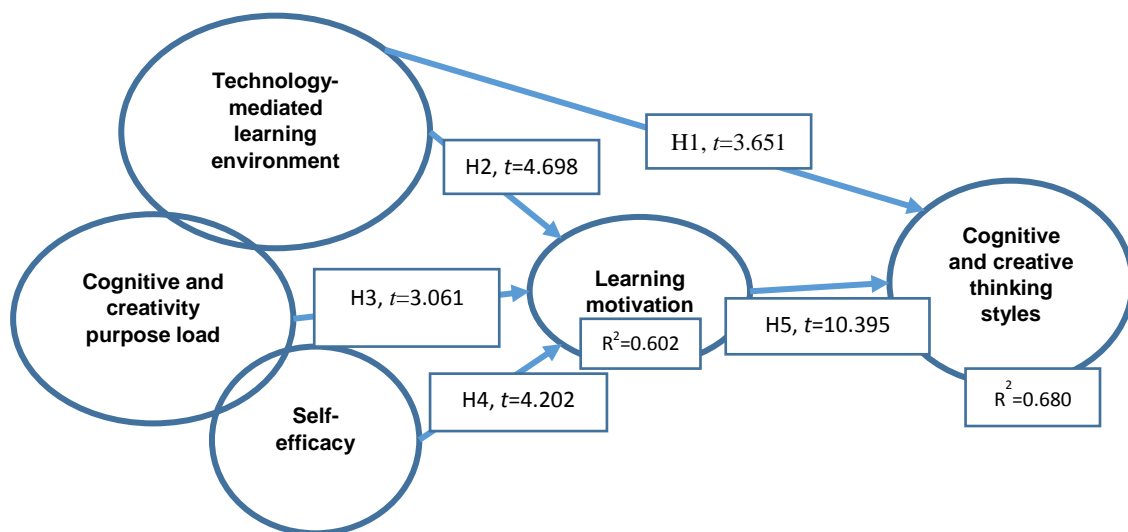 Technology-
mediated
learning
environment
H1, t=3.651
H2, t=4.698
Cognitive and
creativity
purpose load
H3, t=3.061
Learning
motivation
R²=0.602
H5, t=10.395
Cognitive
and creative
thinking
styles
R²=0.680
H4, t=4.202
Self-
efficacy